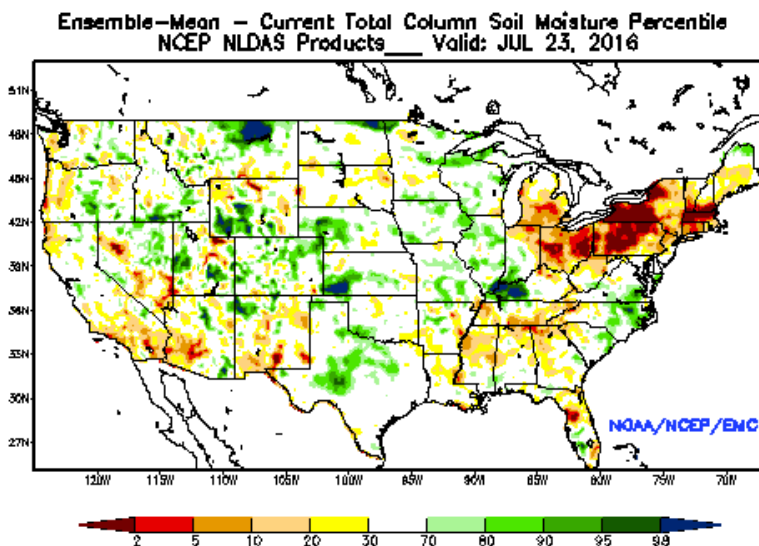 Ensemble-Mean - Current Total Column Soil Moisture Percentile
NCEP NLDAS Products___ Valid: JUL 23, 2016
51N
48N
45N
42N
39N
36N
33N
30N
27N
NOAA/NCEP/EMC
120W 115W 110W 105W 100W 95W 90W 85W 80W 75W 70W
2 5 10 20 30 70 80 90 95 98